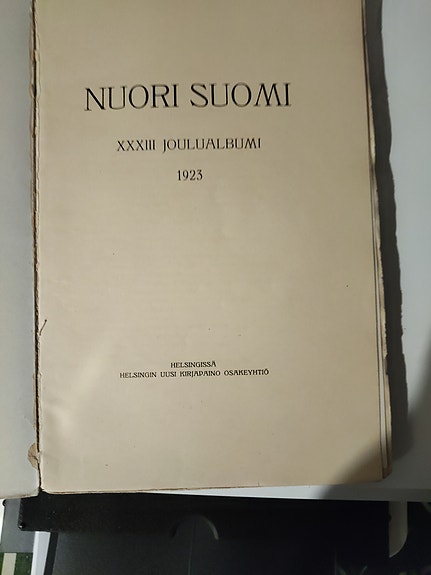 NUORI SUOMI
XXXIII JOULUALBUMI
1923
HELSINGISSÄ
HELSINGIN UUSI KIRJAPAINO OSAKEYHTIÖ